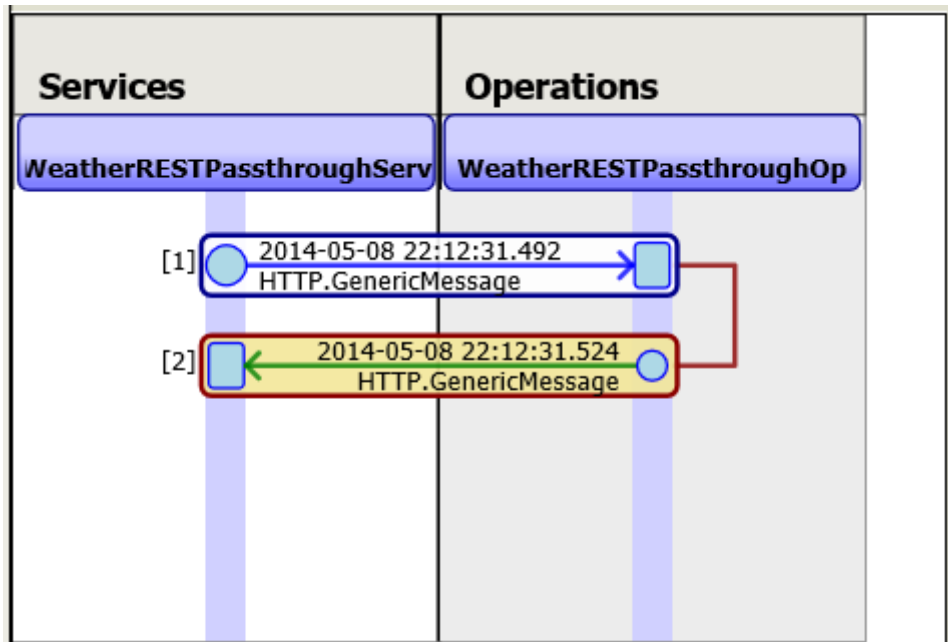 Services
Operations
WeatherRESTPassthroughServ
WeatherRESTPassthroughOp
[1]
2014-05-08 22:12:31.492
HTTP.GenericMessage
[2]
2014-05-08 22:12:31.524
HTTP.GenericMessage